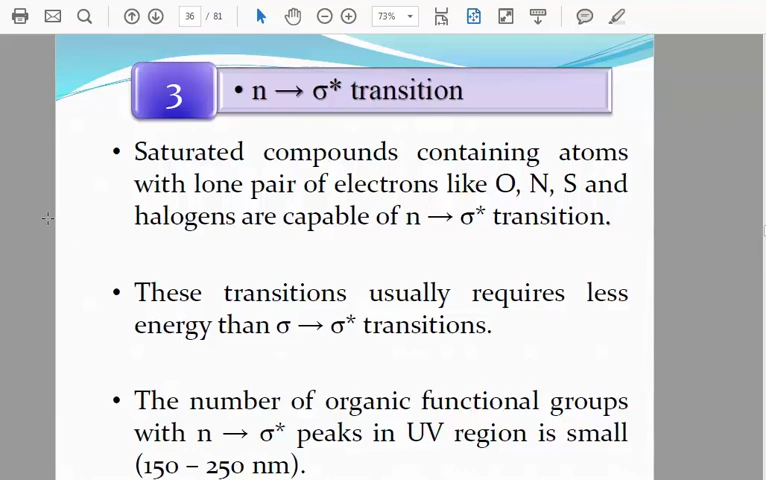 36 / 81
73%
3
• n → σ* transition
• Saturated compounds containing atoms
with lone pair of electrons like O, N, S and
halogens are capable of n → σ* transition.
• These transitions usually requires less
energy than σ → σ* transitions.
• The number of organic functional groups
with n → σ* peaks in UV region is small
(150 – 250 nm).